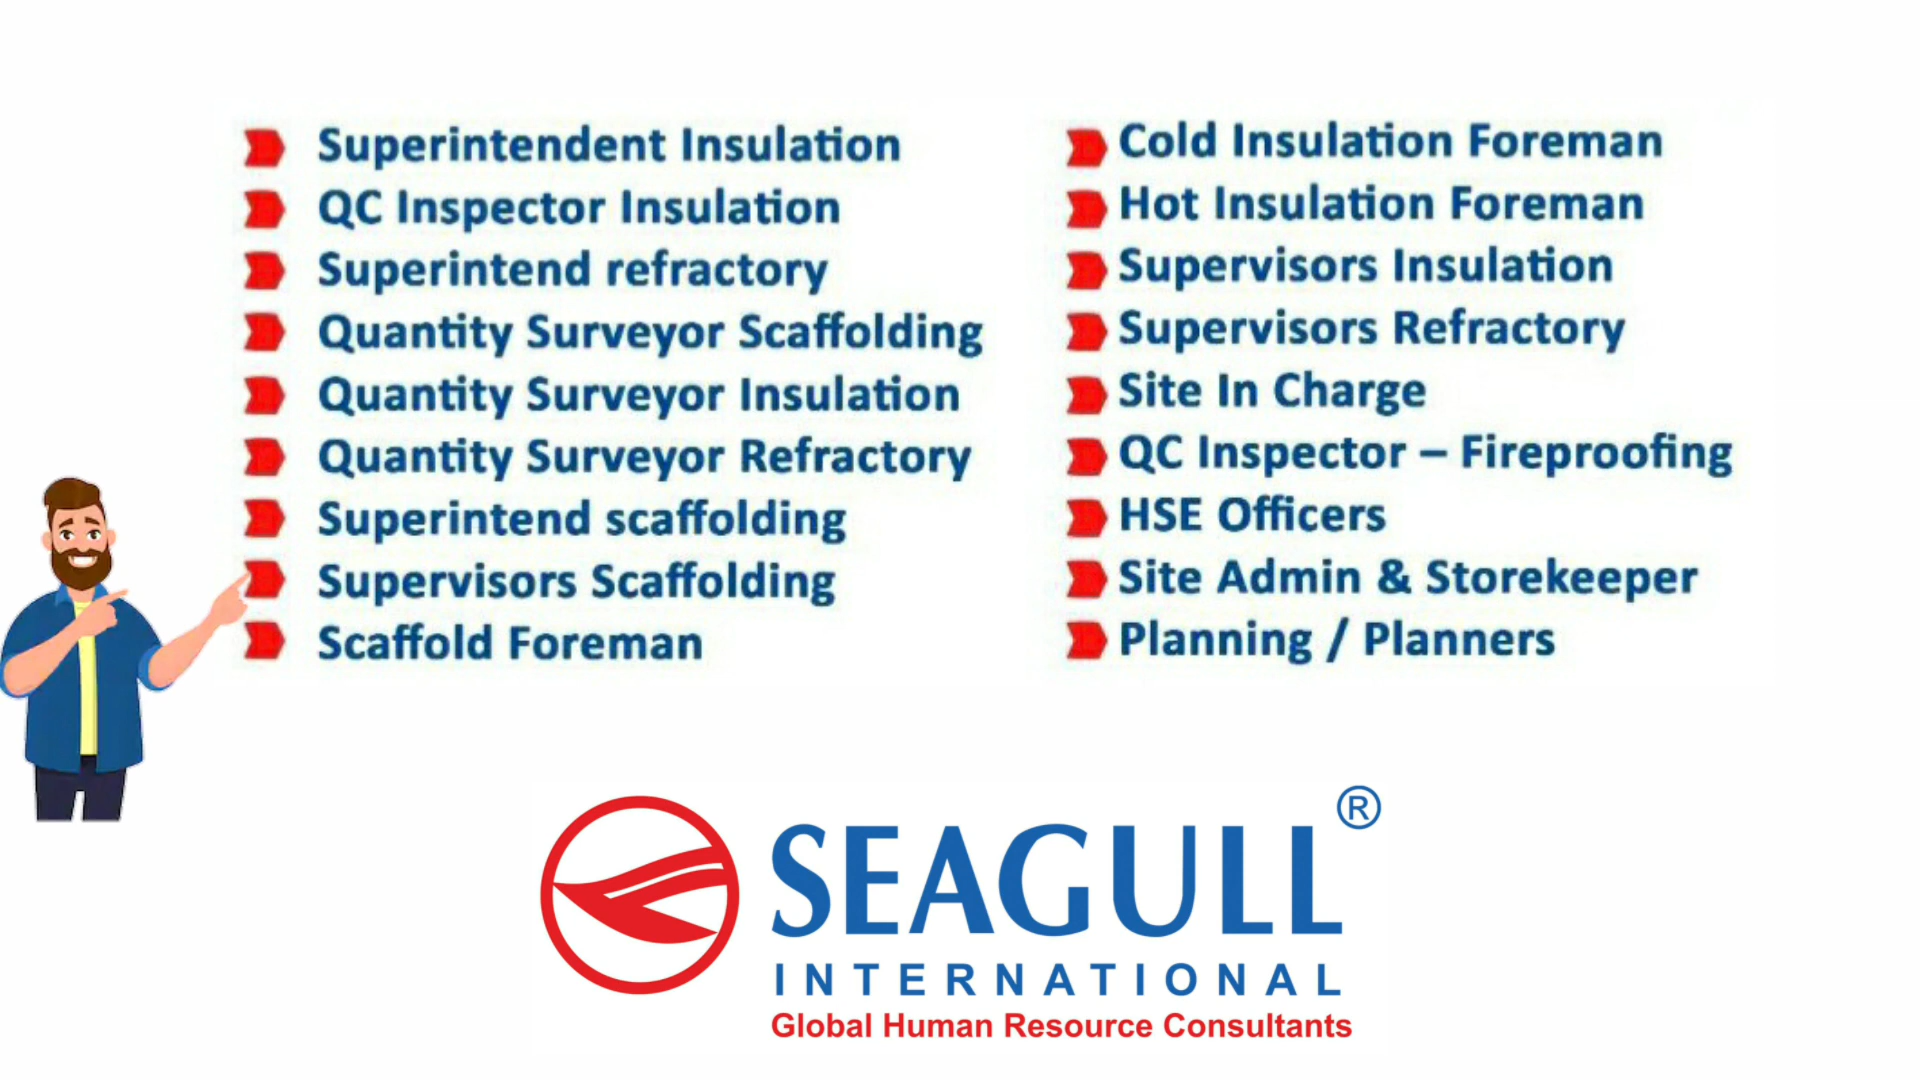 Superintendent Insulation
QC Inspector Insulation
Superintend refractory
Quantity Surveyor Scaffolding
Quantity Surveyor Insulation
Quantity Surveyor Refractory
Superintend scaffolding
Supervisors Scaffolding
Scaffold Foreman
Cold Insulation Foreman
Hot Insulation Foreman
Supervisors Insulation
Supervisors Refractory
Site In Charge
QC Inspector – Fireproofing
HSE Officers
Site Admin & Storekeeper
Planning / Planners
SEAGULL®
INTERNATIONAL
Global Human Resource Consultants